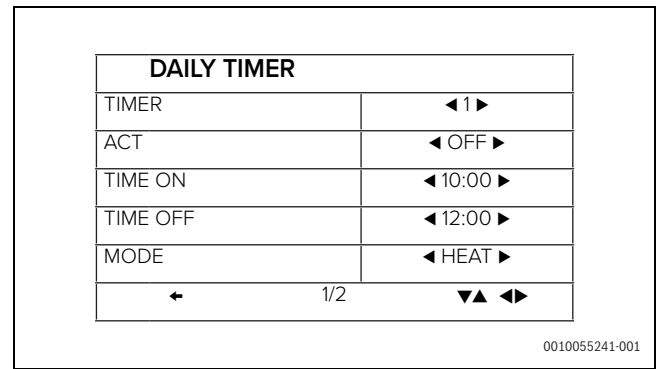 DAILY TIMER
TIMER ◄ 1 ►
ACT ◄ OFF ►
TIME ON ◄ 10:00 ►
TIME OFF ◄ 12:00 ►
MODE ◄ HEAT ►
← 1/2 ▼▲ ◄►
0010055241-001